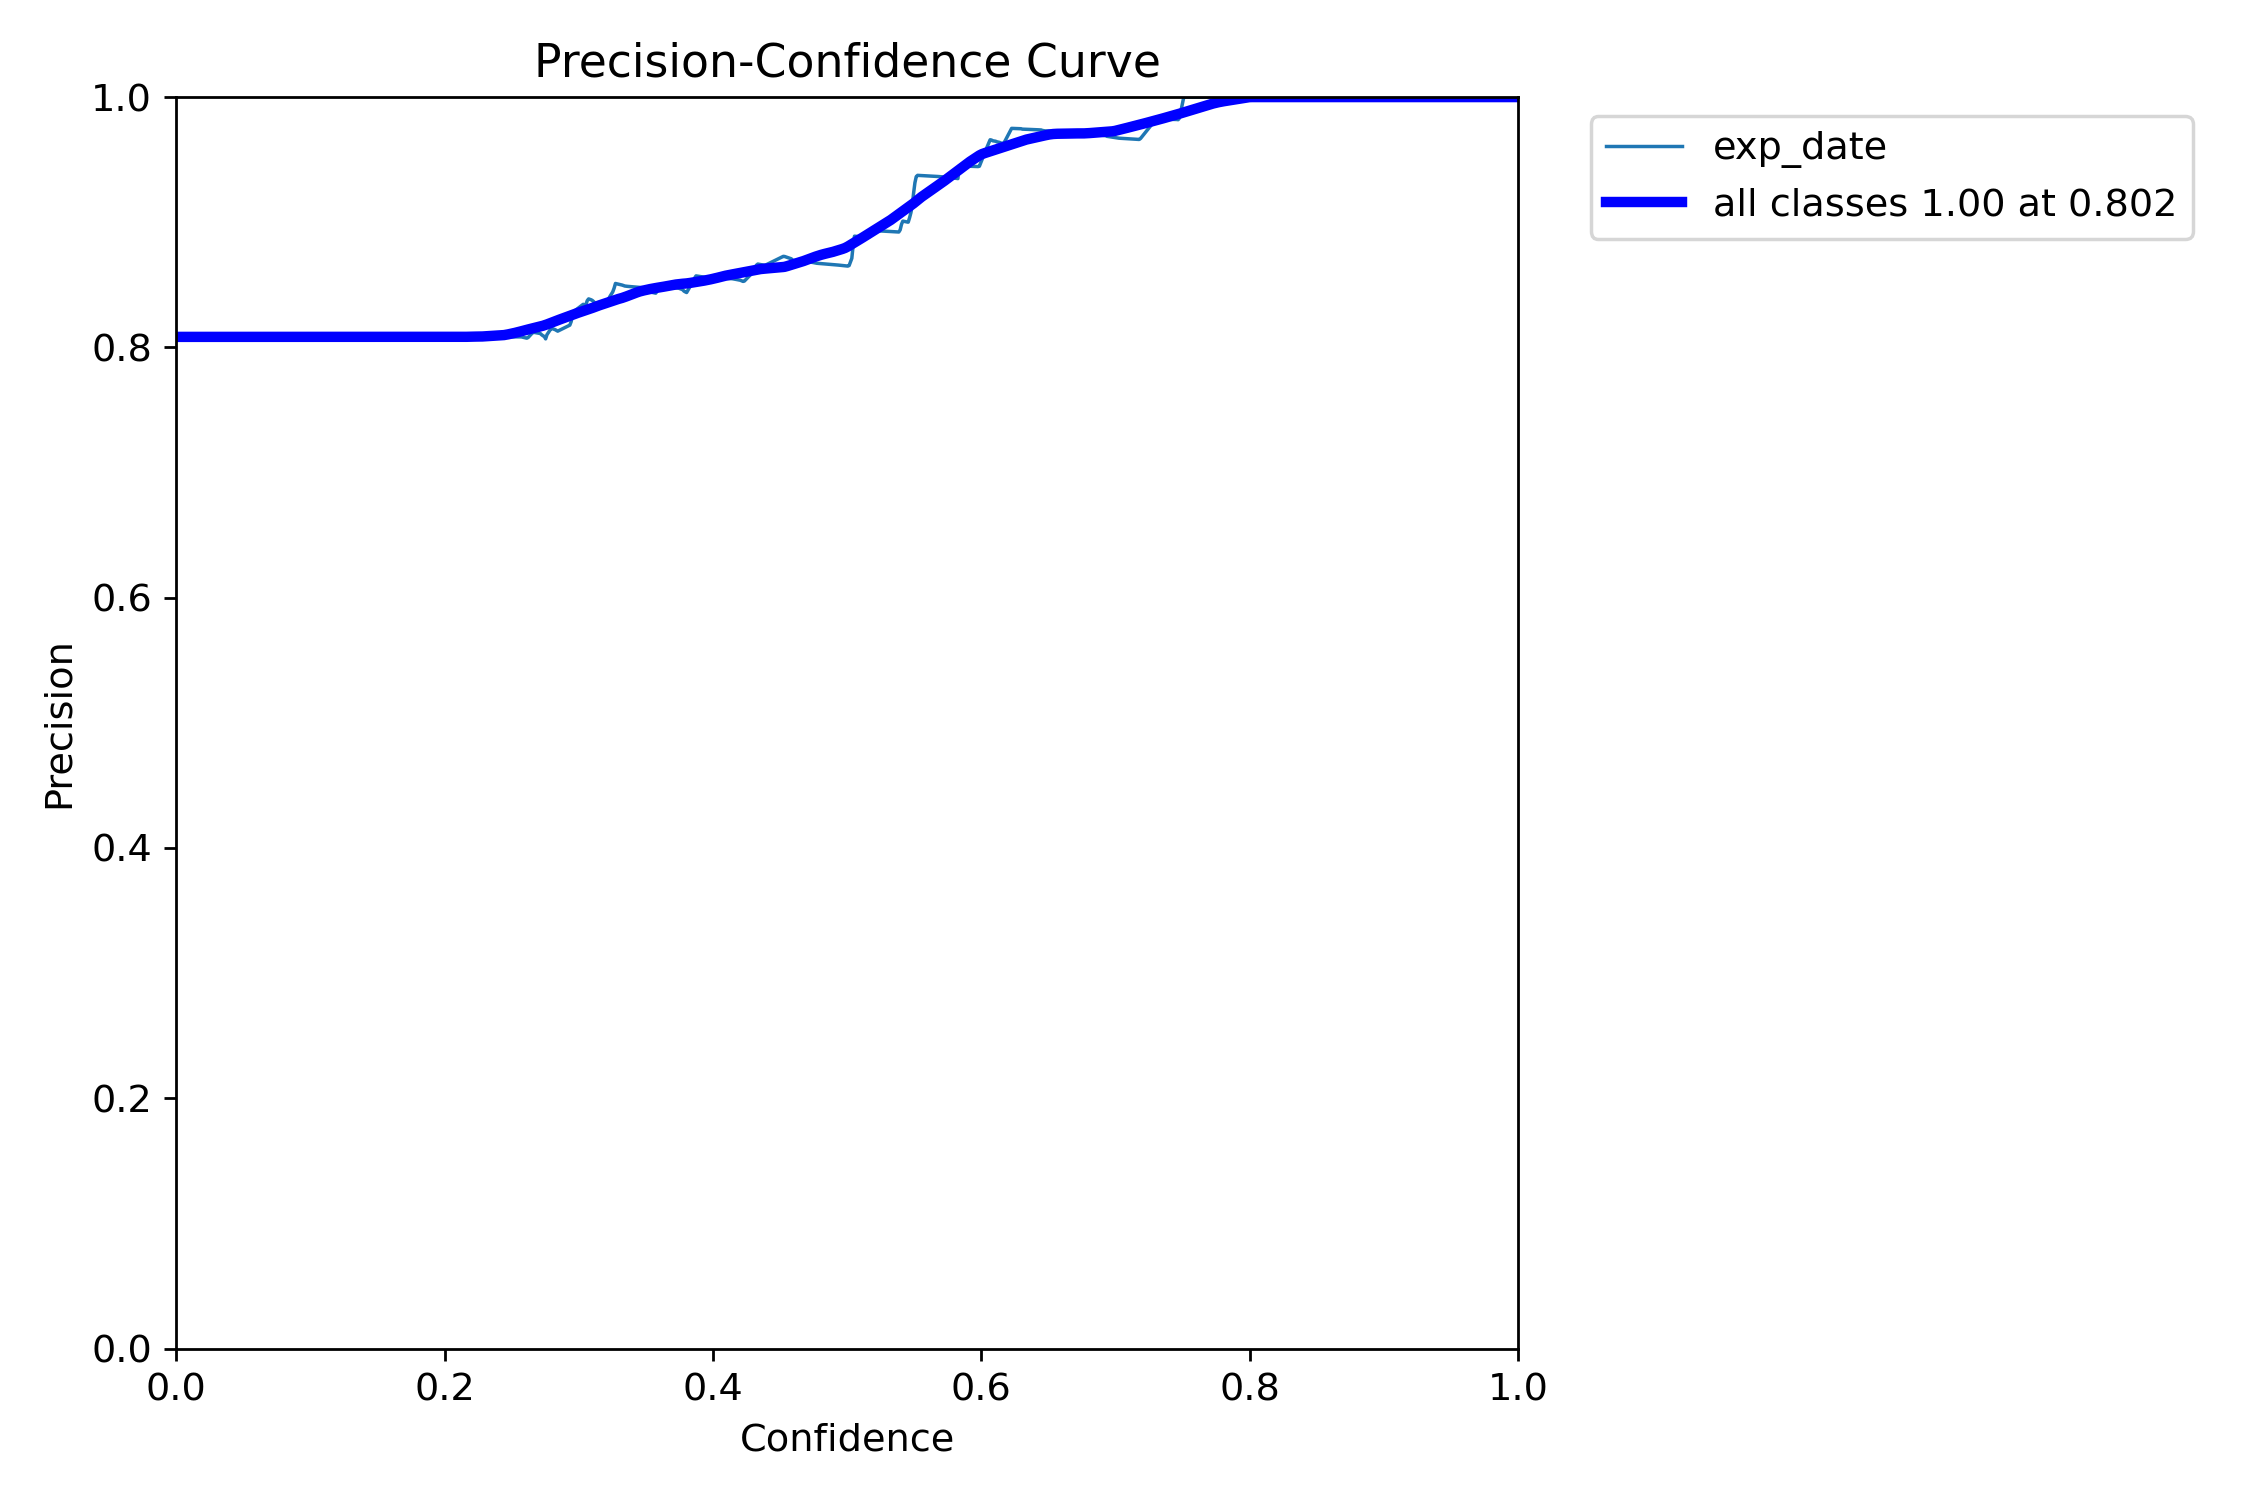 Precision-Confidence Curve
1.0
0.8
0.6
0.4
0.2
0.0
Precision
0.0 0.2 0.4 0.6 0.8 1.0
Confidence
exp_date
all classes 1.00 at 0.802